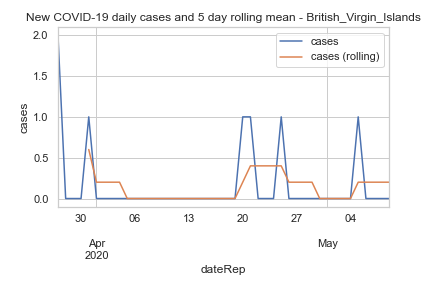 New COVID-19 daily cases and 5 day rolling mean - British_Virgin_Islands
cases
cases (rolling)
2.0
1.5
1.0
0.5
0.0
cases
30 06 13 20 27 04
Apr May
2020
dateRep